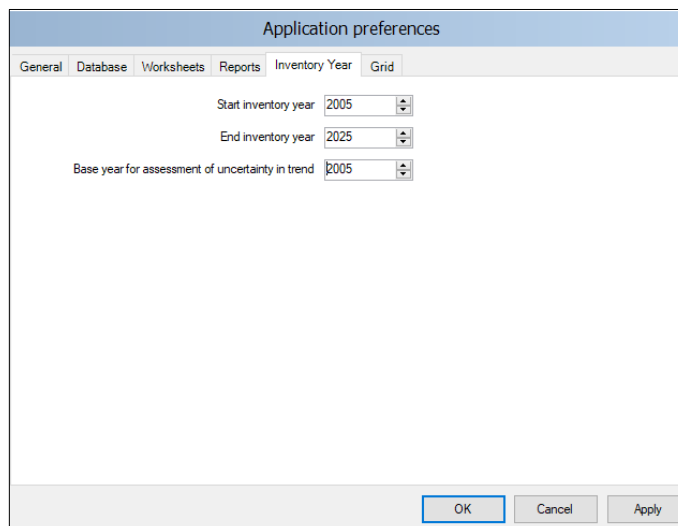 Application preferences
General Database Worksheets Reports Inventory Year Grid
Start inventory year 2005
End inventory year 2025
Base year for assessment of uncertainty in trend 2005
OK Cancel Apply